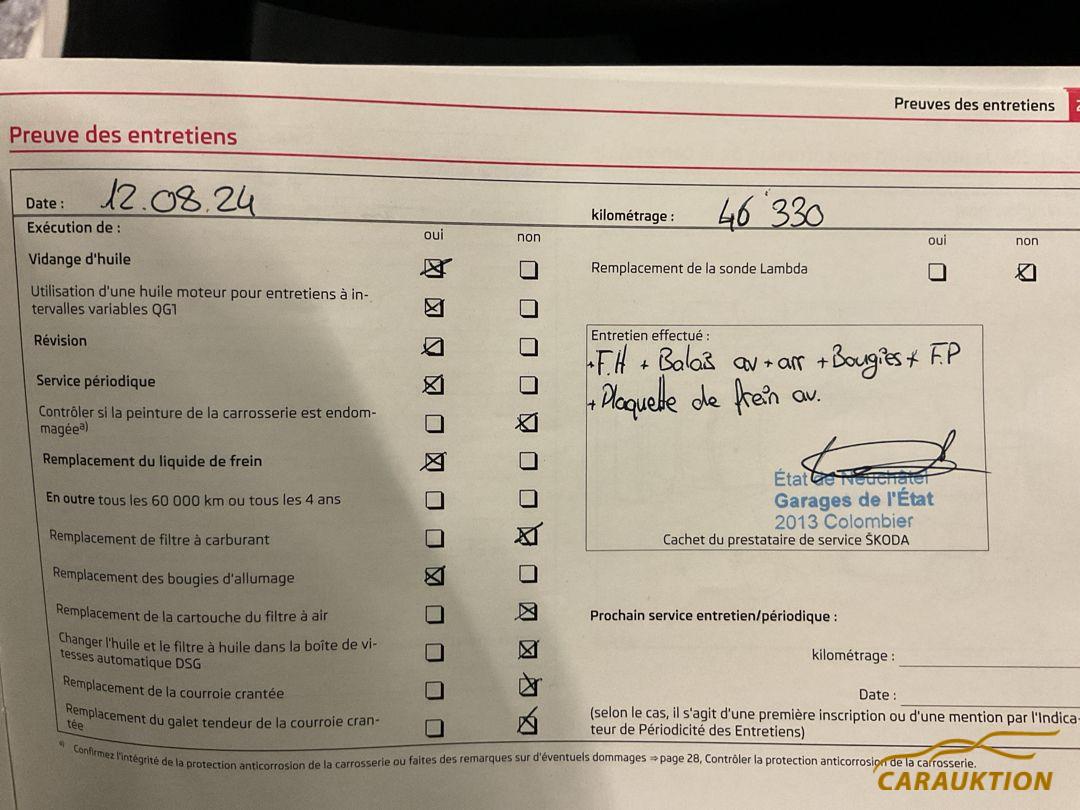 Preuves des entretiens 2
Preuve des entretiens
Date : 12.08.24
kilométrage : 46'330
Exécution de :
oui non
Vidange d'huile
Utilisation d'une huile moteur pour entretiens à in-
tervalles variables QG1
Révision
Service périodique
Contrôler si la peinture de la carrosserie est endom-
magée a)
Remplacement du liquide de frein
En outre tous les 60 000 km ou tous les 4 ans
Remplacement de filtre à carburant
Remplacement des bougies d'allumage
Remplacement de la cartouche du filtre à air
Changer l'huile et le filtre à huile dans la boîte de vi-
tesses automatique DSG
Remplacement de la courroie crantée
Remplacement du galet tendeur de la courroie cran-
tée
oui non
Remplacement de la sonde Lambda
Entretien effectué :
+F.H + Balais av + arr + Bougies + F.P
+ Plaquette de frein av.
État de Neuchâtel
Garages de l'État
2013 Colombier
Cachet du prestataire de service ŠKODA
Prochain service entretien/périodique :
kilométrage :
Date :
(selon le cas, il s'agit d'une première inscription ou d'une mention par l'Indica-
teur de Périodicité des Entretiens)
a) Confirmez l'intégrité de la protection anticorrosion de la carrosserie ou faites des remarques sur d'éventuels dommages ⇒ page 28, Contrôler la protection anticorrosion de la carrosserie.
CARAUKTION